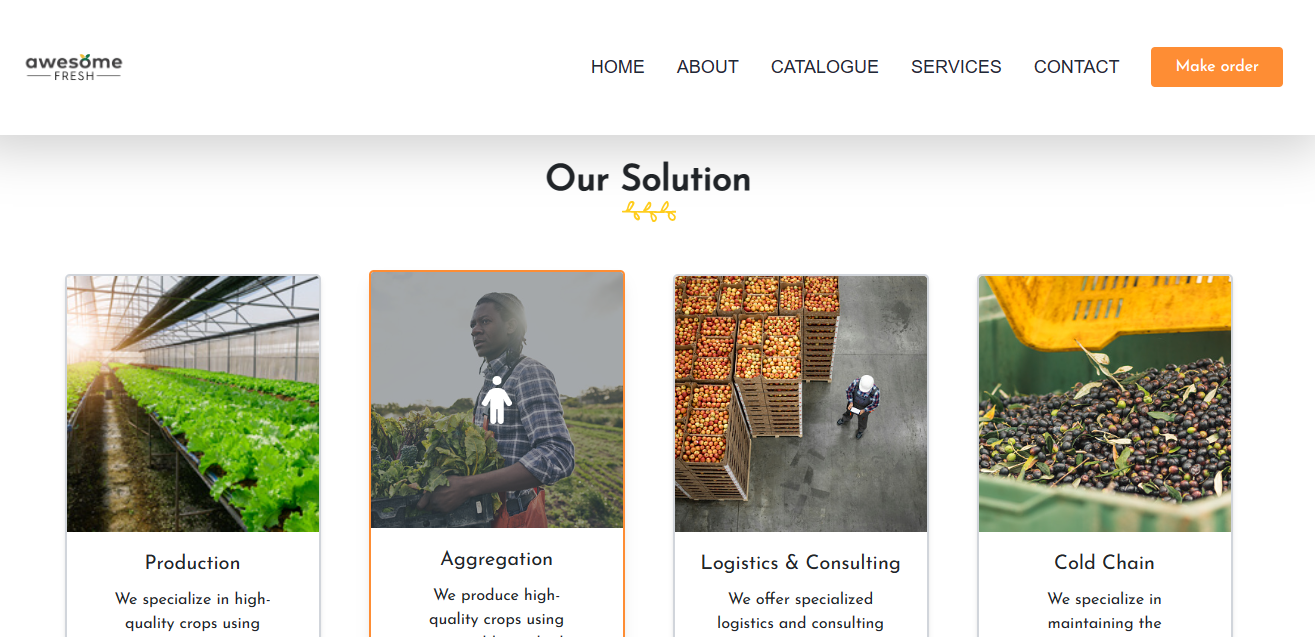 awesome
FRESH
HOME ABOUT CATALOGUE SERVICES CONTACT Make order
Our Solution
Production
We specialize in high-
quality crops using
Aggregation
We produce high-
quality crops using
Logistics & Consulting
We offer specialized
logistics and consulting
Cold Chain
We specialize in
maintaining the